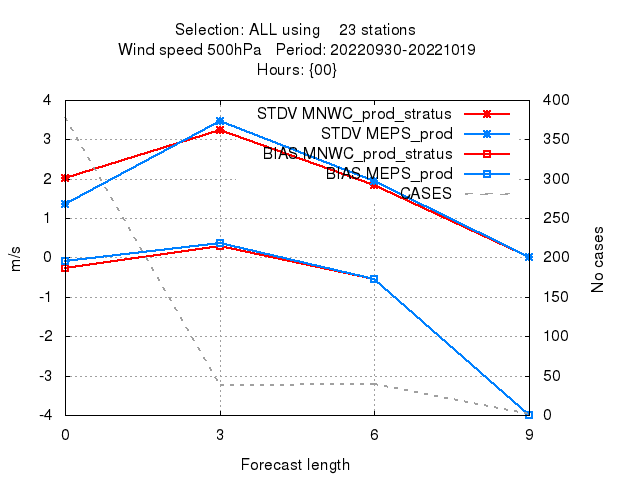 Selection: ALL using 23 stations
Wind speed 500hPa Period: 20220930-20221019
Hours: {00}
STDV MNWC_prod_stratus
STDV MEPS_prod
BIAS MNWC_prod_stratus
BIAS MEPS_prod
CASES
4
3
2
1
0
-1
-2
-3
-4
m/s
400
350
300
250
200
150
100
50
0
No cases
0 3 6 9
Forecast length